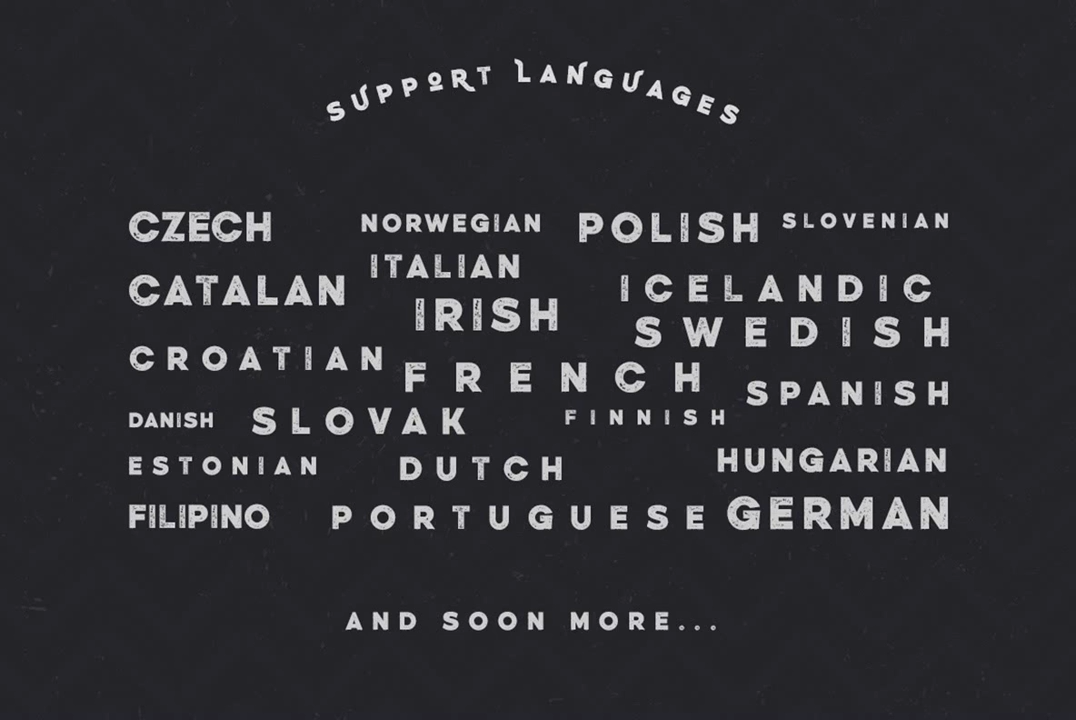 SUPPORT LANGUAGES
CZECH NORWEGIAN POLISH SLOVENIAN
ITALIAN
CATALAN ICELANDIC
IRISH
SWEDISH
CROATIAN
FRENCH
SPANISH
DANISH SLOVAK FINNISH
ESTONIAN DUTCH HUNGARIAN
FILIPINO PORTUGUESE GERMAN
AND SOON MORE...